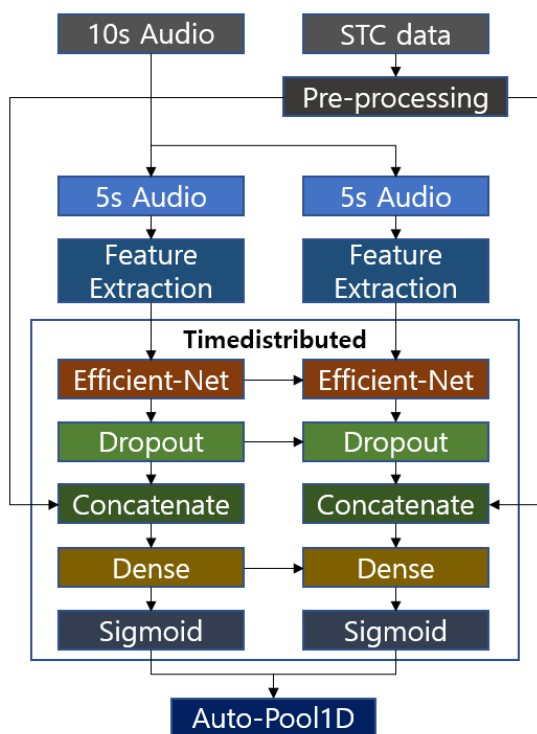 10s Audio
STC data
Pre-processing
5s Audio
5s Audio
Feature
Extraction
Feature
Extraction
Timedistributed
Efficient-Net
Efficient-Net
Dropout
Dropout
Concatenate
Concatenate
Dense
Dense
Sigmoid
Sigmoid
Auto-Pool1D